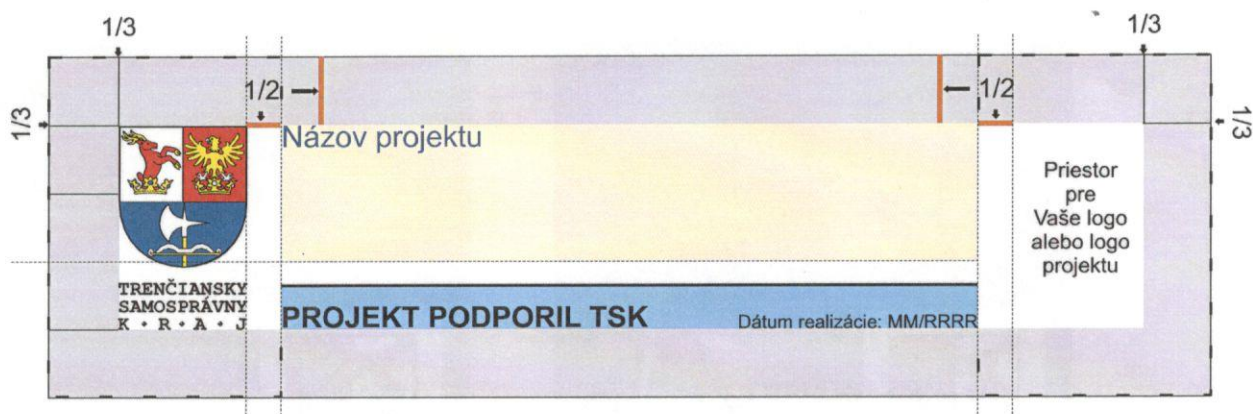 1/3
1/3
1/2
1/2
1/3
1/3
Názov projektu
Priestor
pre
Vaše logo
alebo logo
projektu
TRENČIANSKY
SAMOSPRÁVNY
K · R · A · J
PROJEKT PODPORIL TSK
Dátum realizácie: MM/RRRR